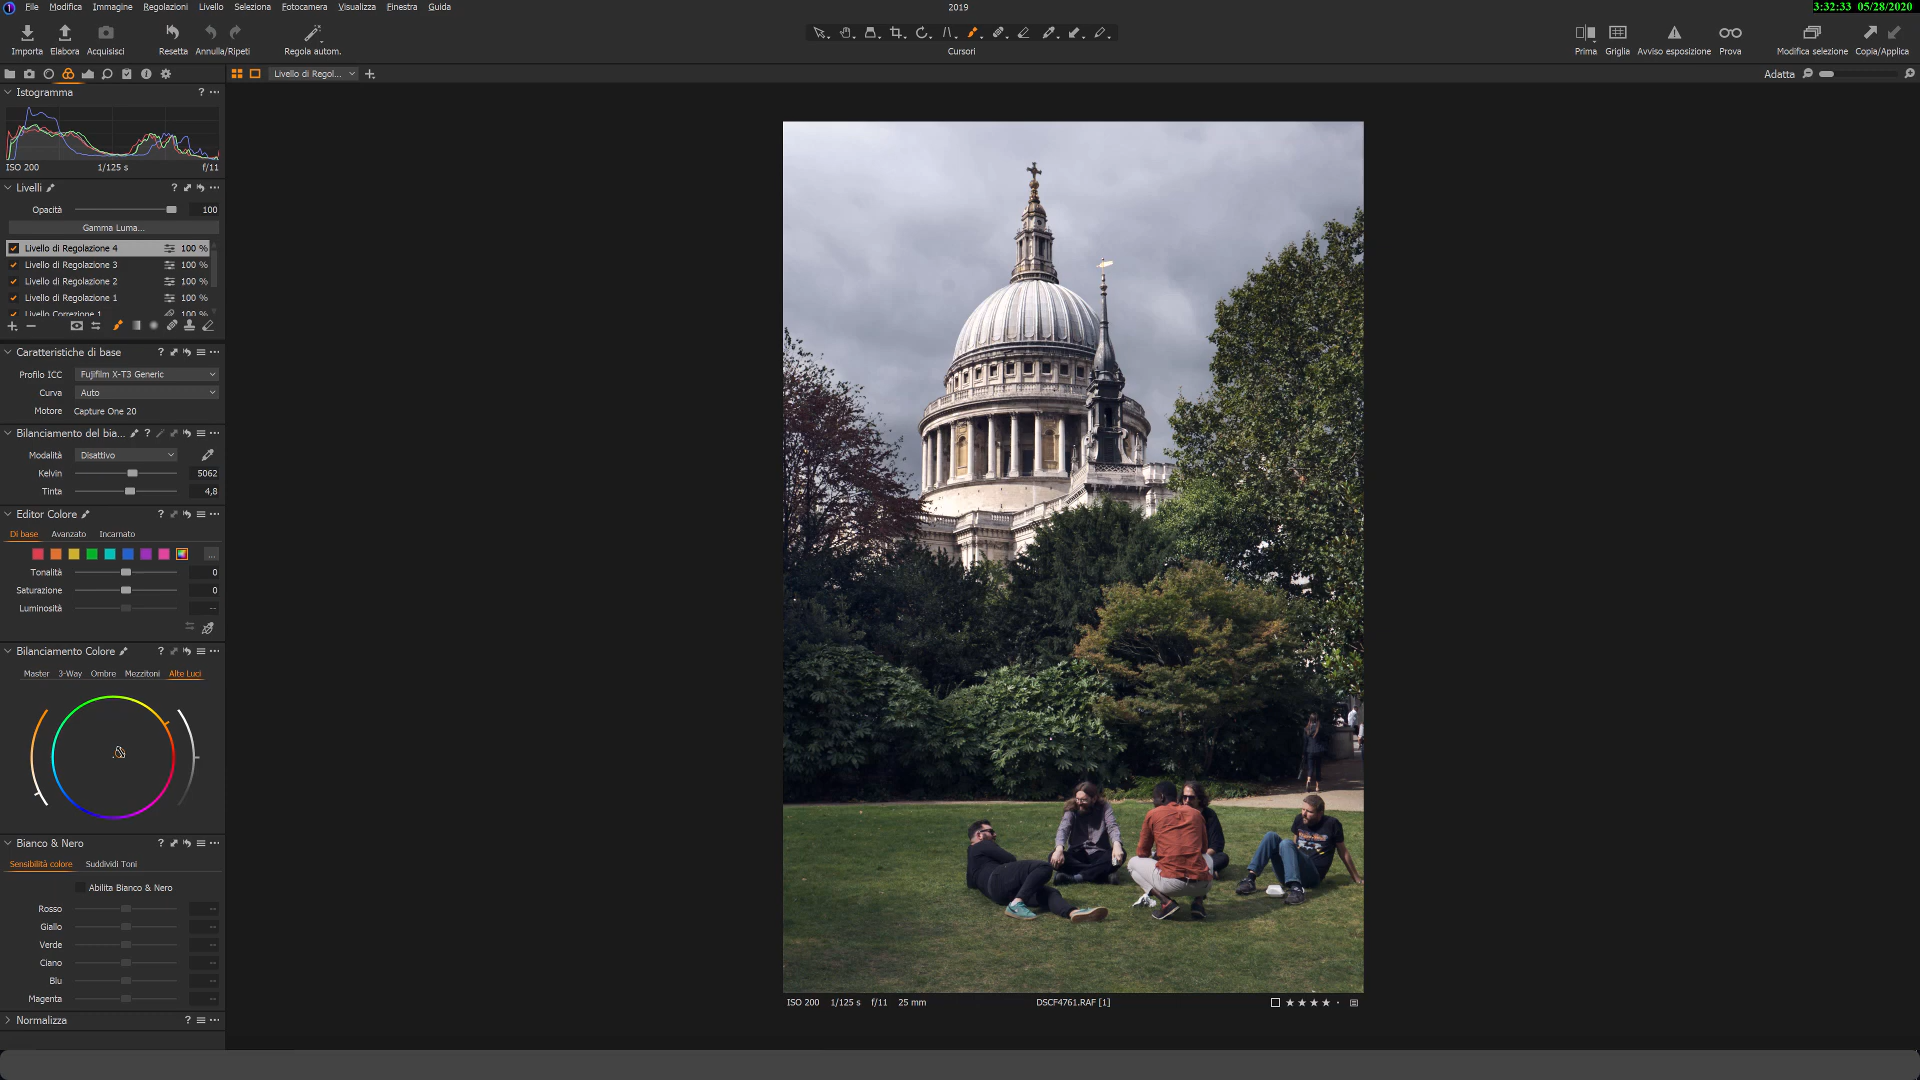 File Modifica Immagine Regolazioni Livello Seleziona Fotocamera Visualizza Finestra Guida 2019 3:32:33 05/28/2020
Importa Elabora Acquisisci Resetta Annulla/Ripeti Regola autom. Cursori Prima Griglia Avviso esposizione Prova Modifica selezione Copia/Applica
Livello di Regol... Adatta
Istogramma ? ...
ISO 200 1/125 s f/11
Livelli ? ...
Opacità 100
Gamma Luma...
Livello di Regolazione 4 100 %
Livello di Regolazione 3 100 %
Livello di Regolazione 2 100 %
Livello di Regolazione 1 100 %
Livello Correzione 1
Caratteristiche di base ? ...
Profilo ICC Fujifilm X-T3 Generic
Curva Auto
Motore Capture One 20
Bilanciamento del bia... ? ...
Modalità Disattivo
Kelvin 5062
Tinta 4,8
Editor Colore ? ...
Di base Avanzato Incarnato
...
Tonalità 0
Saturazione 0
Luminosità --
Bilanciamento Colore ? ...
Master 3-Way Ombre Mezzitoni Alte Luci
Bianco & Nero ? ...
Sensibilità colore Suddividi Toni
Abilita Bianco & Nero
Rosso --
Giallo --
Verde --
Ciano --
Blu --
Magenta --
Normalizza ? ...
ISO 200 1/125 s f/11 25 mm DSCF4761.RAF [1]